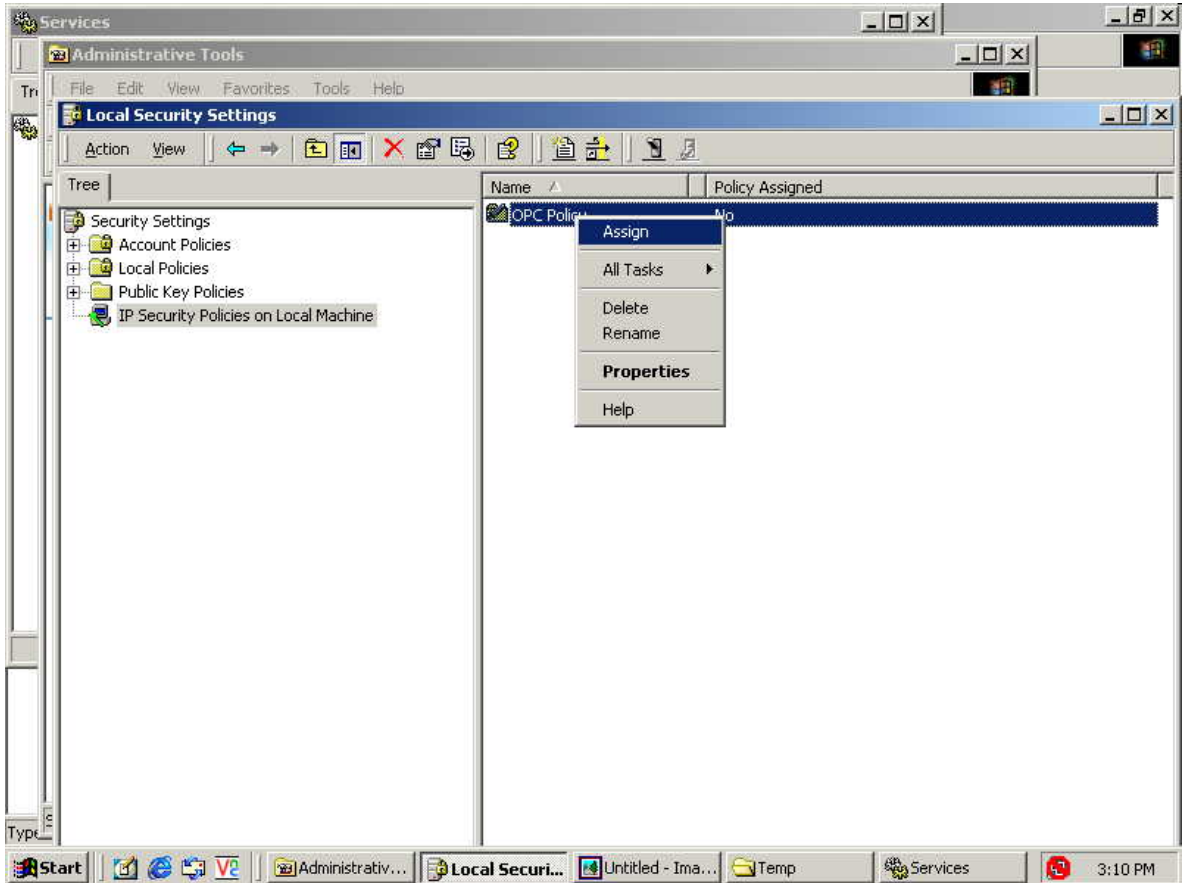 Services
Administrative Tools
File Edit View Favorites Tools Help
Local Security Settings
Action View
Tree
Name Policy Assigned
Security Settings
OPC Policy No
Account Policies
Local Policies
Public Key Policies
IP Security Policies on Local Machine
Assign
All Tasks
Delete
Rename
Properties
Help
Type
Start
Administrativ...
Local Securi...
Untitled - Ima...
Temp
Services
3:10 PM